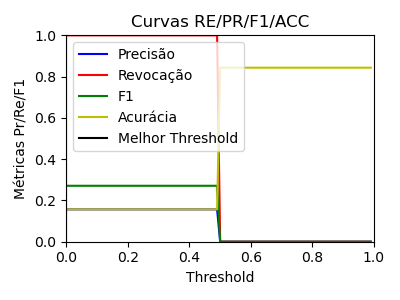 Curvas RE/PR/F1/ACC
Métricas Pr/Re/F1
1.0
0.8
0.6
0.4
0.2
0.0
Precisão
Revocação
F1
Acurácia
Melhor Threshold
0.0 0.2 0.4 0.6 0.8 1.0
Threshold